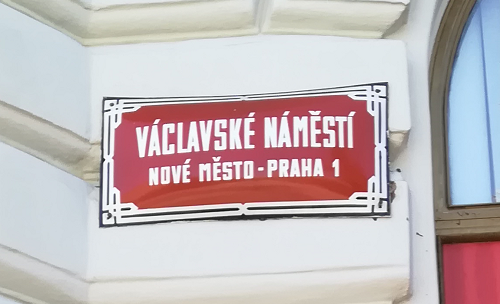 VÁCLAVSKÉ NÁMĚSTÍ
NOVÉ MĚSTO - PRAHA 1